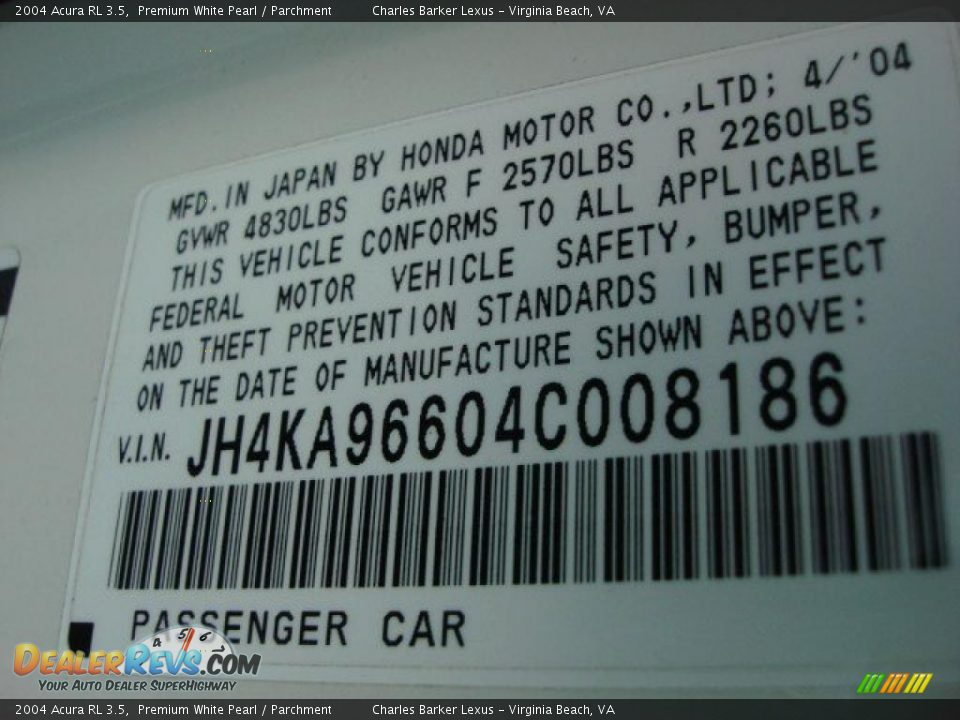 2004 Acura RL 3.5,  Premium White Pearl / Parchment          Charles Barker Lexus - Virginia Beach, VA
MFD.IN JAPAN BY HONDA MOTOR CO.,LTD; 4/'04
GVWR 4830LBS  GAWR F 2570LBS  R 2260LBS
THIS VEHICLE CONFORMS TO ALL APPLICABLE
FEDERAL MOTOR VEHICLE SAFETY, BUMPER,
AND THEFT PREVENTION STANDARDS IN EFFECT
ON THE DATE OF MANUFACTURE SHOWN ABOVE:
V.I.N. JH4KA96604C008186
PASSENGER CAR
4 5 6
DEALERREVS.COM
YOUR AUTO DEALER SUPERHIGHWAY
2004 Acura RL 3.5,  Premium White Pearl / Parchment          Charles Barker Lexus - Virginia Beach, VA